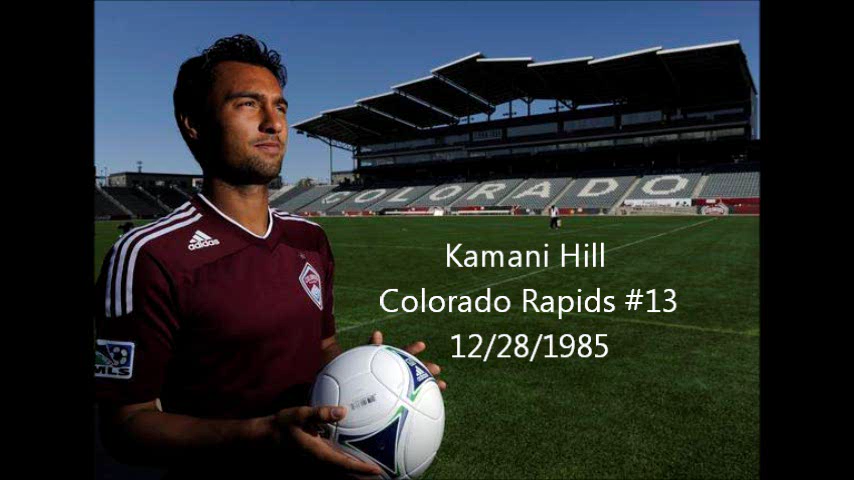 COLORADO
adidas
Kamani Hill
Colorado Rapids #13
12/28/1985
MLS